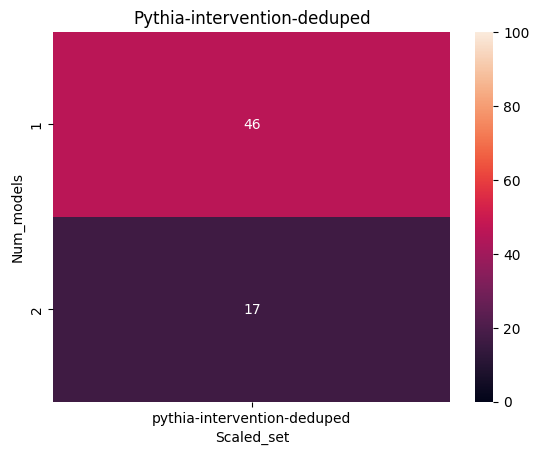 Pythia-intervention-deduped
Num_models
1
46
2
17
100
80
60
40
20
0
pythia-intervention-deduped
Scaled_set